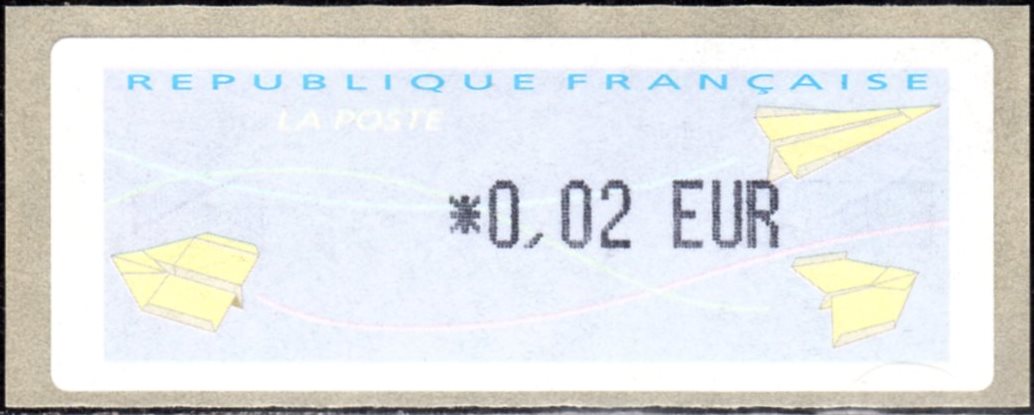 REPUBLIQUE FRANÇAISE
LA POSTE
*0,02 EUR